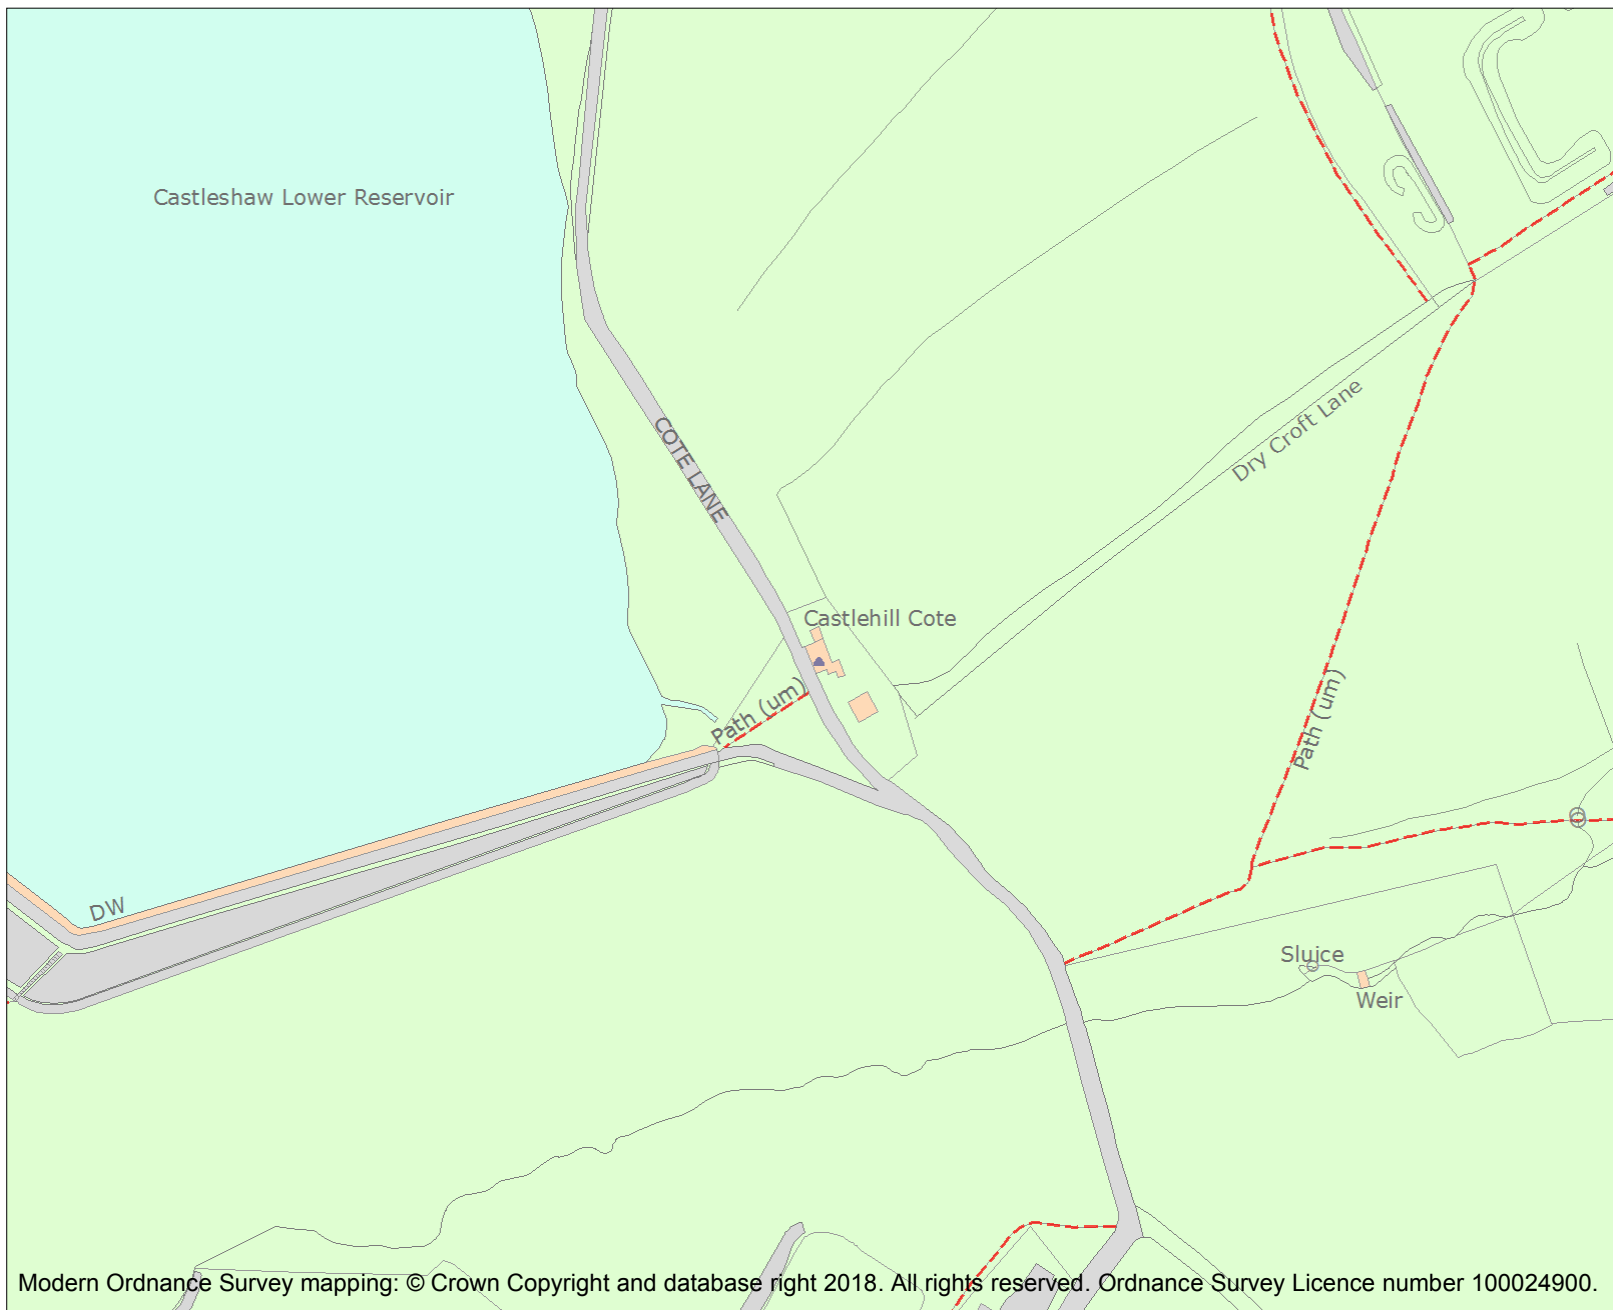 Castleshaw Lower Reservoir
COTE LANE
Dry Croft Lane
Castlehill Cote
Path (um)
Path (um)
DW
Sluice
Weir
Modern Ordnance Survey mapping: © Crown Copyright and database right 2018. All rights reserved. Ordnance Survey Licence number 100024900.